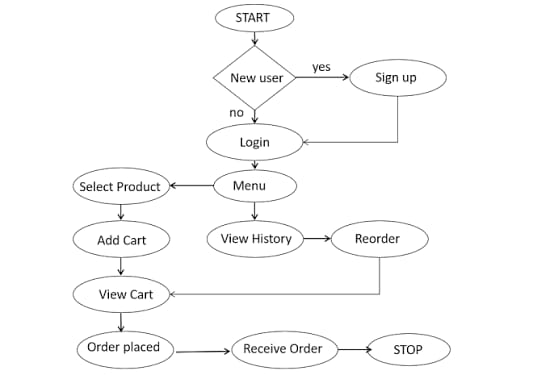 START
New user
yes
Sign up
no
Login
Select Product
Menu
Add Cart
View History
Reorder
View Cart
Order placed
Receive Order
STOP